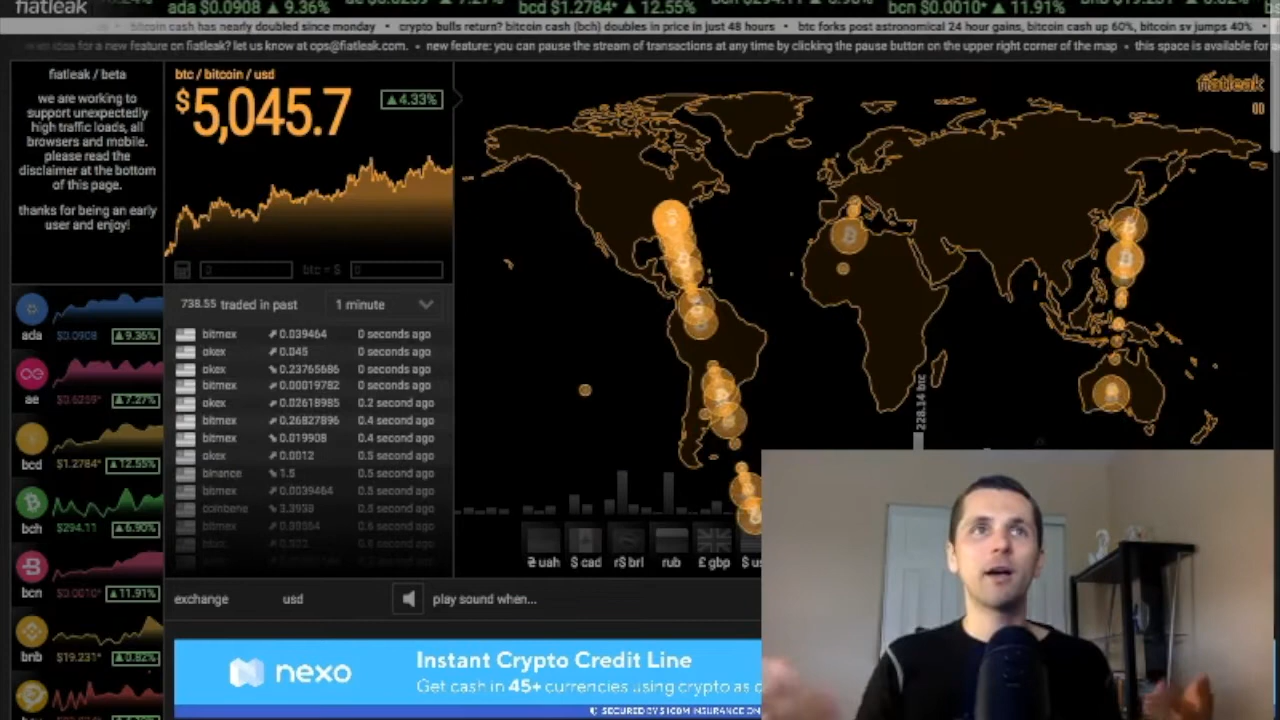 fiatleak
ada $0.0908 ▲ 9.36%
bcd $1.2784* ▲ 12.55%
bcn $0.0010* ▲ 11.91%
bitcoin cash has nearly doubled since monday • crypto bulls return? bitcoin cash (bch) doubles in price in just 48 hours • btc forks post astronomical 24 hour gains, bitcoin cash up 60%, bitcoin sv jumps 40% •
idea for a new feature on fiatleak? let us know at ops@fiatleak.com. • new feature: you can pause the stream of transactions at any time by clicking the pause button on the upper right corner of the map • this space is available for
fiatleak / beta
we are working to
support unexpectedly
high traffic loads, all
browsers and mobile.
please read the
disclaimer at the bottom
of this page.
thanks for being an early
user and enjoy!
btc / bitcoin / usd
$5,045.7
▲4.33%
btc = $
fiatleak
738.55 traded in past 1 minute
bitmex 0.039464 0 seconds ago
okex 0.045 0 seconds ago
okex 0.23765686 0 seconds ago
bitmex 0.00019782 0 seconds ago
okex 0.02618985 0.2 second ago
bitmex 0.26827896 0.4 second ago
bitmex 0.019908 0.4 second ago
okex 0.0012 0.5 second ago
binance 1.5 0.5 second ago
bitmex 0.0039464 0.5 second ago
coinbene 3.3938 0.5 second ago
bitmex 0.6 second ago
ada $0.0908 ▲9.36%
ae $0.6259* ▲7.27%
bcd $1.2784* ▲12.55%
bch $294.11 ▲6.90%
bcn $0.0010* ▲11.91%
bnb $19.231* ▲0.82%
228.14 btc
₴ uah $ cad r$ brl rub £ gbp
exchange usd play sound when...
nexo
Instant Crypto Credit Line
Get cash in 45+ currencies using crypto as
SECURED BY $100M INSURANCE ON